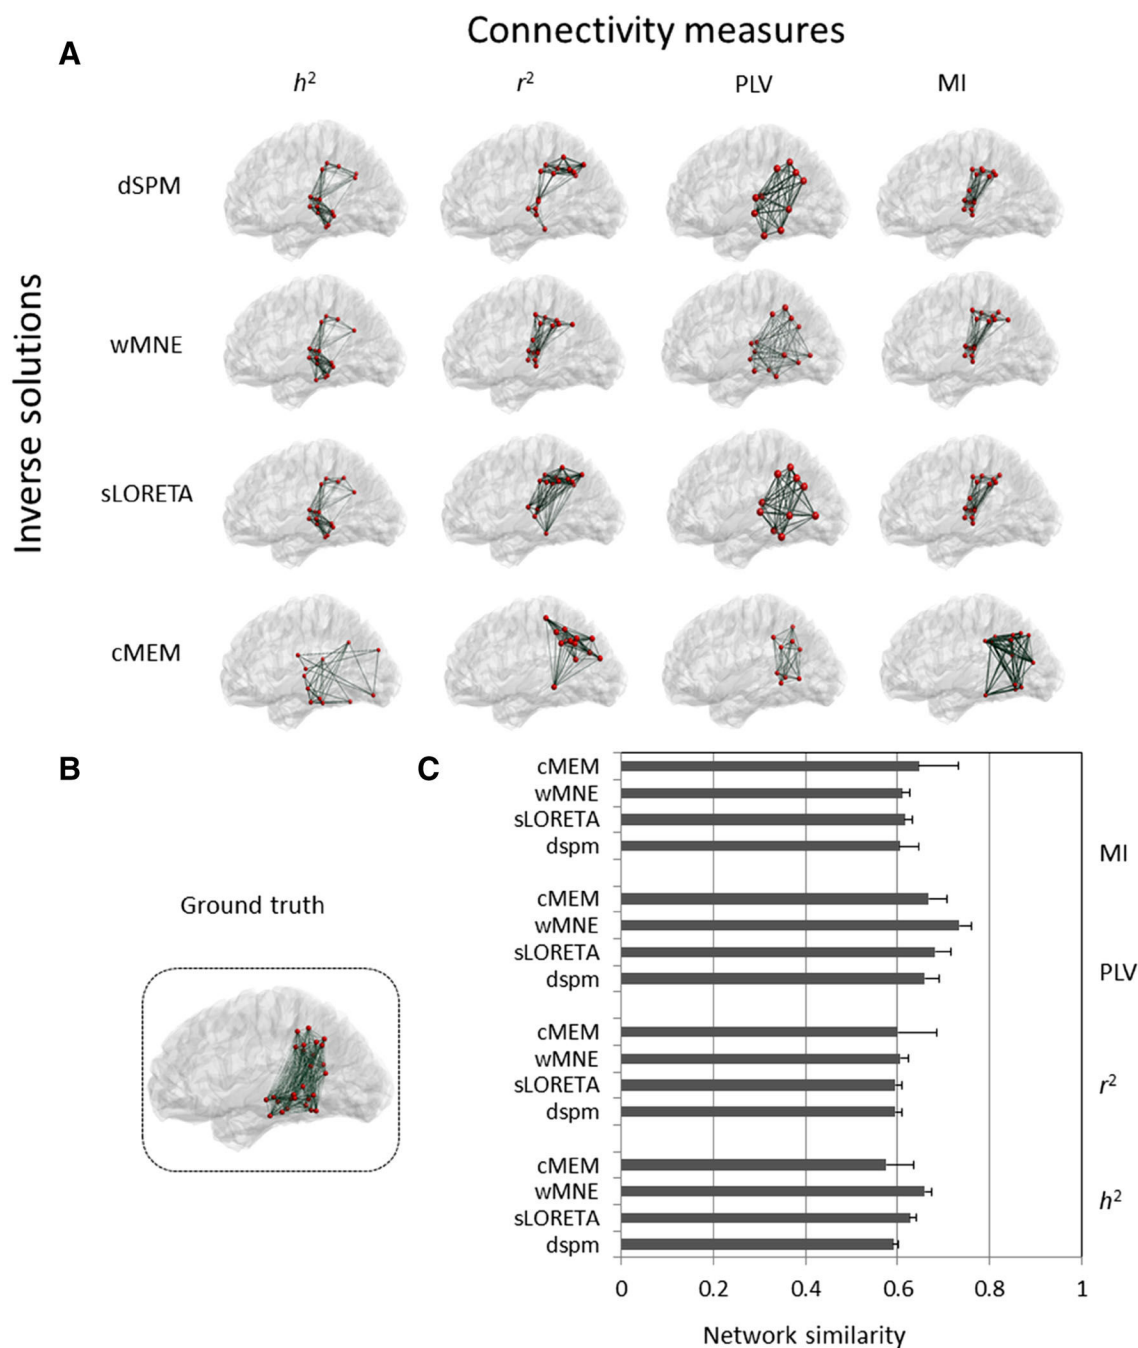 Connectivity measures
A
h² r² PLV MI
dSPM
wMNE
sLORETA
cMEM
Inverse solutions
B
Ground truth
C
cMEM
wMNE
sLORETA
dspm
MI
cMEM
wMNE
sLORETA
dspm
PLV
cMEM
wMNE
sLORETA
dspm
r²
cMEM
wMNE
sLORETA
dspm
h²
0 0.2 0.4 0.6 0.8 1
Network similarity